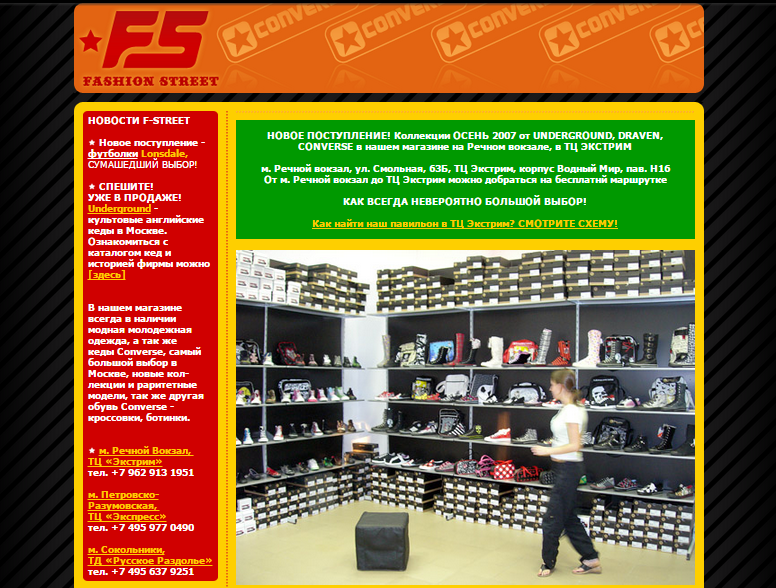 FS
FASHION STREET
CONVERSE CONVERSE CONVERSE CONVERSE
НОВОСТИ F-STREET
★ Новое поступление -
футболки Lonsdale,
СУМАШЕДШИЙ ВЫБОР!
★ СПЕШИТЕ!
УЖЕ В ПРОДАЖЕ!
Underground -
культовые английские
кеды в Москве.
Ознакомиться с
каталогом кед и
историей фирмы можно
[здесь]
В нашем магазине
всегда в наличии
модная молодежная
одежда, а так же
кеды Converse, самый
большой выбор в
Москве, новые кол-
лекции и раритетные
модели, так же другая
обувь Converse -
кроссовки, ботинки.
★ м. Речной Вокзал,
ТЦ «Экстрим»
тел. +7 962 913 1951
м. Петровско-
Разумовская,
ТЦ «Экспресс»
тел. +7 495 977 0490
м. Сокольники,
ТД «Русское Раздолье»
тел. +7 495 637 9251
НОВОЕ ПОСТУПЛЕНИЕ! Коллекции ОСЕНЬ 2007 от UNDERGROUND, DRAVEN,
CONVERSE в нашем магазине на Речном вокзале, в ТЦ ЭКСТРИМ
м. Речной вокзал, ул. Смольная, 63Б, ТЦ Экстрим, корпус Водный Мир, пав. Н16
От м. Речной вокзал до ТЦ Экстрим можно добраться на бесплатнй маршрутке
КАК ВСЕГДА НЕВЕРОЯТНО БОЛЬШОЙ ВЫБОР!
Как найти наш павильон в ТЦ Экстрим? СМОТРИТЕ СХЕМУ!